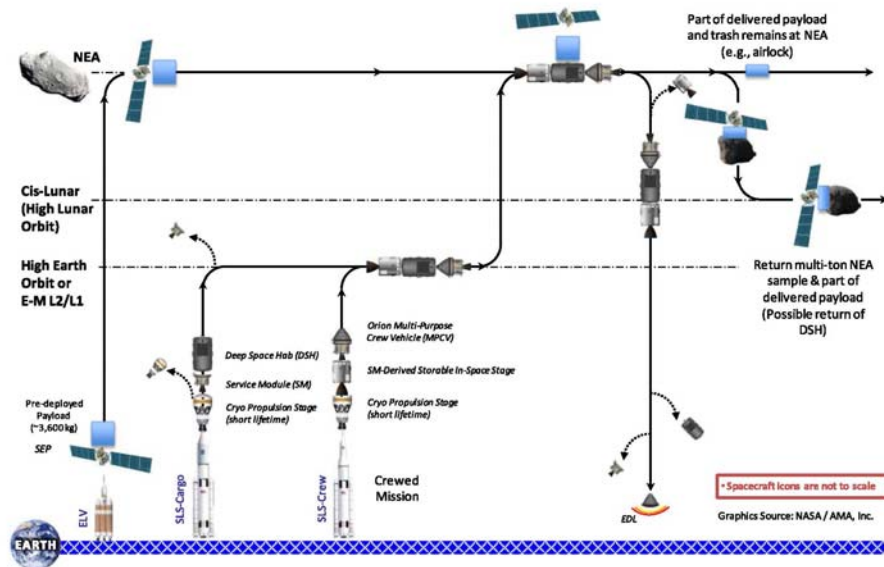 NEA
Part of delivered payload
and trash remains at NEA
(e.g., airlock)
Cis-Lunar
(High Lunar
Orbit)
High Earth
Orbit or
E-M L2/L1
Return multi-ton NEA
sample & part of
delivered payload
(Possible return of
DSH)
Deep Space Hab (DSH)
Service Module (SM)
Cryo Propulsion Stage
(short lifetime)
Orion Multi-Purpose
Crew Vehicle (MPCV)
SM-Derived Storable In-Space Stage
Cryo Propulsion Stage
(short lifetime)
Pre-deployed
Payload
(~3,600kg)
SEP
ELV
SLS-Cargo
SLS-Crew
Crewed
Mission
EDL
• Spacecraft icons are not to scale
Graphics Source: NASA / AMA, Inc.
EARTH